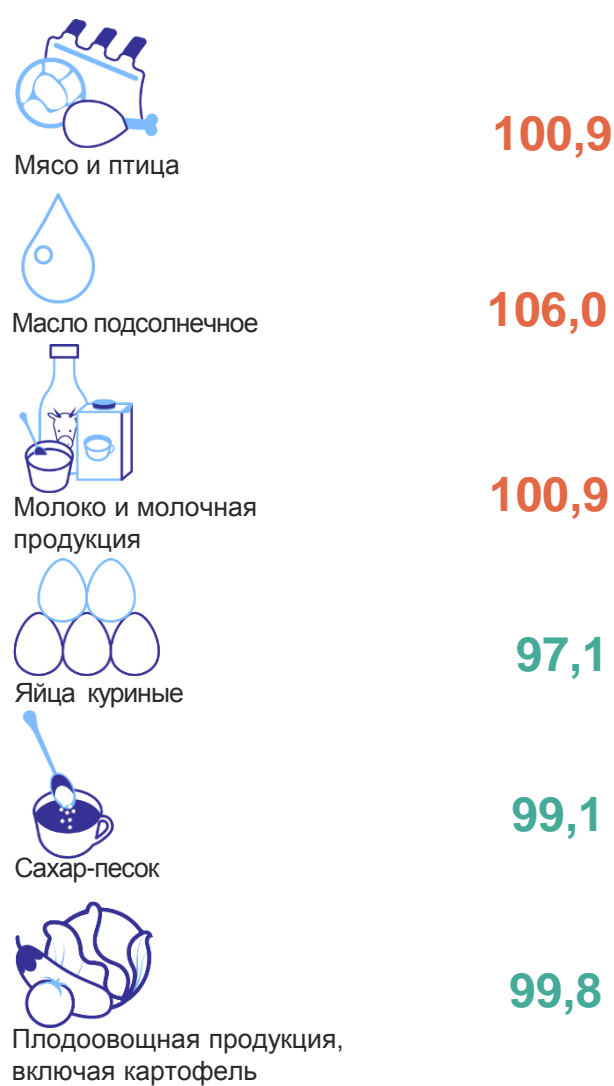 100,9
Мясо и птица
106,0
Масло подсолнечное
100,9
Молоко и молочная
продукция
97,1
Яйца куриные
99,1
Сахар-песок
99,8
Плодоовощная продукция,
включая картофель